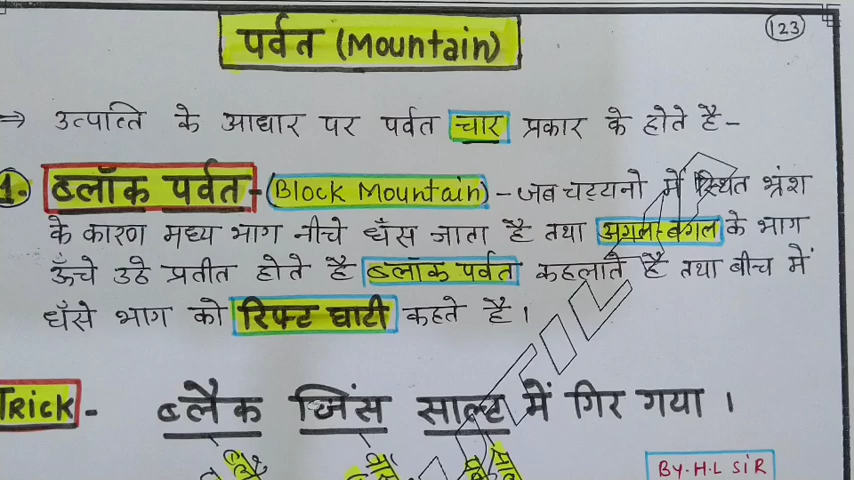 123
पर्वत (Mountain)
⇒ उत्पात्ति के आधार पर पर्वत चार प्रकार के होते है-
1. ब्लॉक पर्वत-(Block Mountain)-जब चट्यनो में स्थित भ्रंश
के कारण मध्य भाग नीचे धँस जाता है तथा अगल-बगल के भाग
ऊँचे उठे प्रतीत होते है ब्लॉक पर्वत कहलाते है तथा बीच में
धँसे भाग को रिफ्ट घाटी कहते है।
TRICK- ब्लैक जिंस साल्ट में गिर गया।
BY. H.L SIR